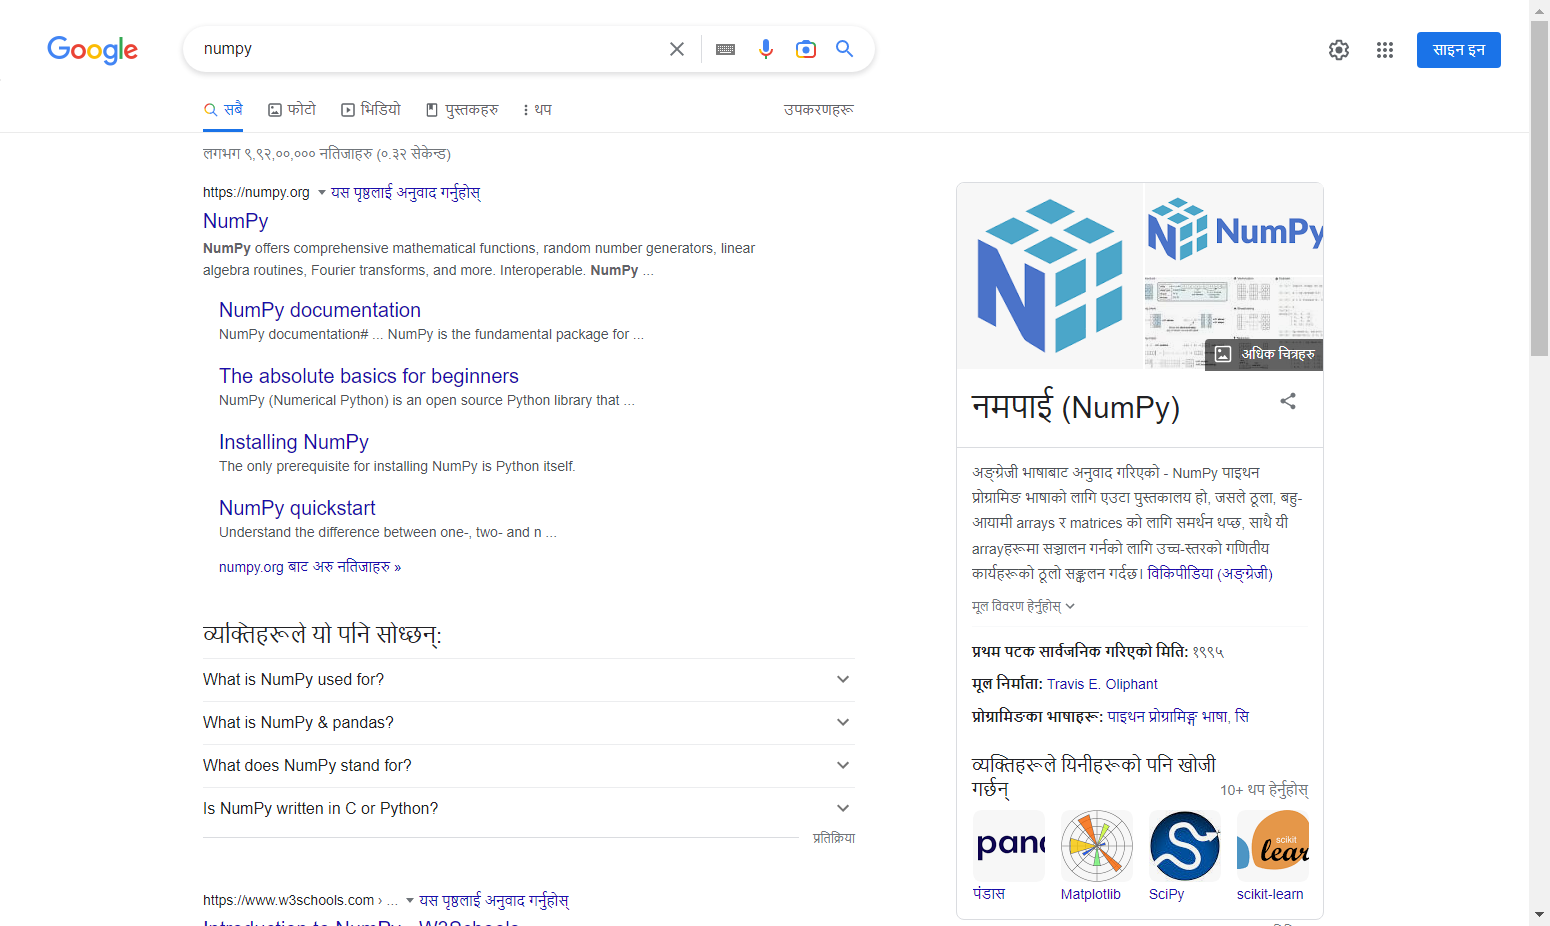 Google
numpy
साइन इन
सबै
फोटो
भिडियो
पुस्तकहरु
थप
उपकरणहरू
लगभग ९,९२,००,००० नतिजाहरु (०.३२ सेकेन्ड)
https://numpy.org
यस पृष्ठलाई अनुवाद गर्नुहोस्
NumPy
NumPy offers comprehensive mathematical functions, random number generators, linear
algebra routines, Fourier transforms, and more. Interoperable. NumPy ...
NumPy documentation
NumPy documentation# ... NumPy is the fundamental package for ...
The absolute basics for beginners
NumPy (Numerical Python) is an open source Python library that ...
Installing NumPy
The only prerequisite for installing NumPy is Python itself.
NumPy quickstart
Understand the difference between one-, two- and n ...
numpy.org बाट अरु नतिजाहरु »
व्यक्तिहरूले यो पनि सोध्छन्:
What is NumPy used for?
What is NumPy & pandas?
What does NumPy stand for?
Is NumPy written in C or Python?
प्रतिक्रिया
https://www.w3schools.com › ...
यस पृष्ठलाई अनुवाद गर्नुहोस्
Introduction to NumPy - W3Schools
NumPy
अधिक चित्रहरु
नमपाई (NumPy)
अङ्ग्रेजी भाषाबाट अनुवाद गरिएको - NumPy पाइथन
प्रोग्रामिङ भाषाको लागि एउटा पुस्तकालय हो, जसले ठूला, बहु-
आयामी arrays र matrices को लागि समर्थन थप्छ, साथै यी
arrayहरूमा सञ्चालन गर्नको लागि उच्च-स्तरको गणितीय
कार्यहरूको ठूलो सङ्कलन गर्दछ। विकिपीडिया (अङ्ग्रेजी)
मूल विवरण हेर्नुहोस्
प्रथम पटक सार्वजनिक गरिएको मिति: १९९५
मूल निर्माता: Travis E. Oliphant
प्रोग्रामिङका भाषाहरू: पाइथन प्रोग्रामिङ्ग भाषा, सि
व्यक्तिहरूले यिनीहरूको पनि खोजी
गर्छन्
10+ थप हेर्नुहोस्
scikit
पंडास
Matplotlib
SciPy
scikit-learn